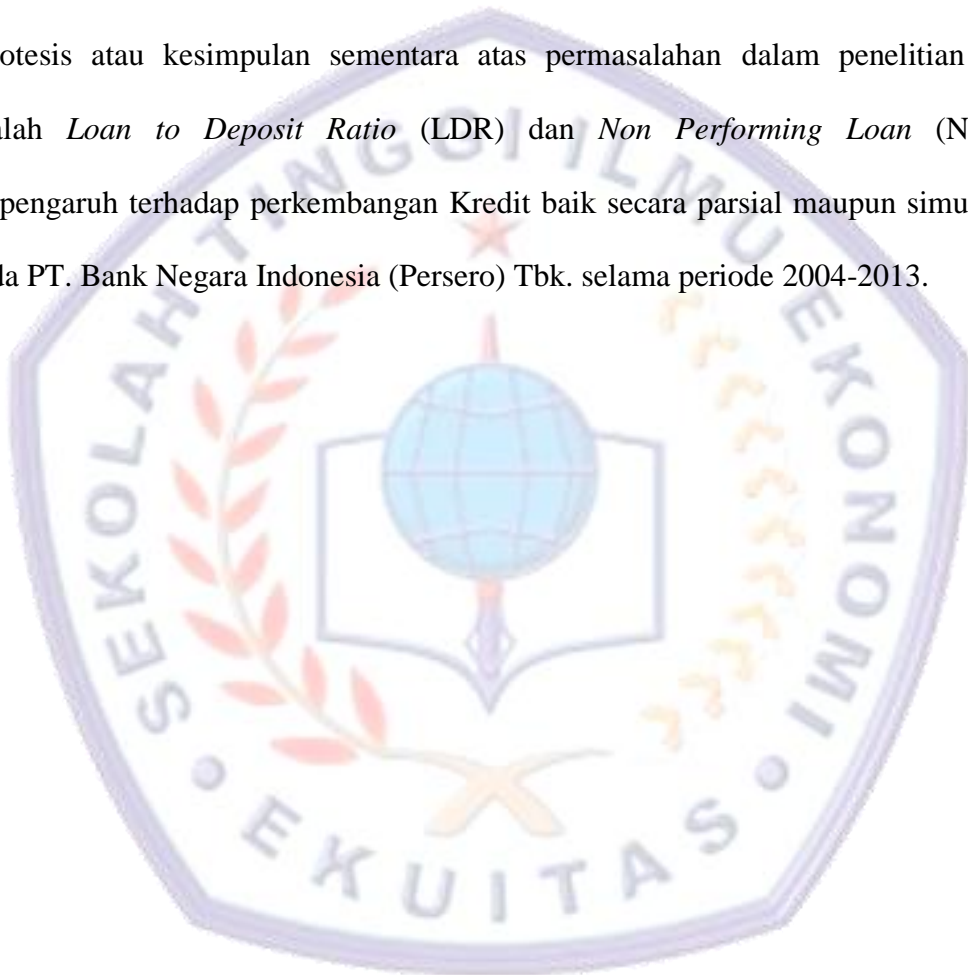 otesis atau kesimpulan sementara atas permasalahan dalam penelitian
alah Loan to Deposit Ratio (LDR) dan Non Performing Loan (N
pengaruh terhadap perkembangan Kredit baik secara parsial maupun simu
da PT. Bank Negara Indonesia (Persero) Tbk. selama periode 2004-2013.
SEKOLAH TINGGI ILMU EKONOMI
EKUITAS